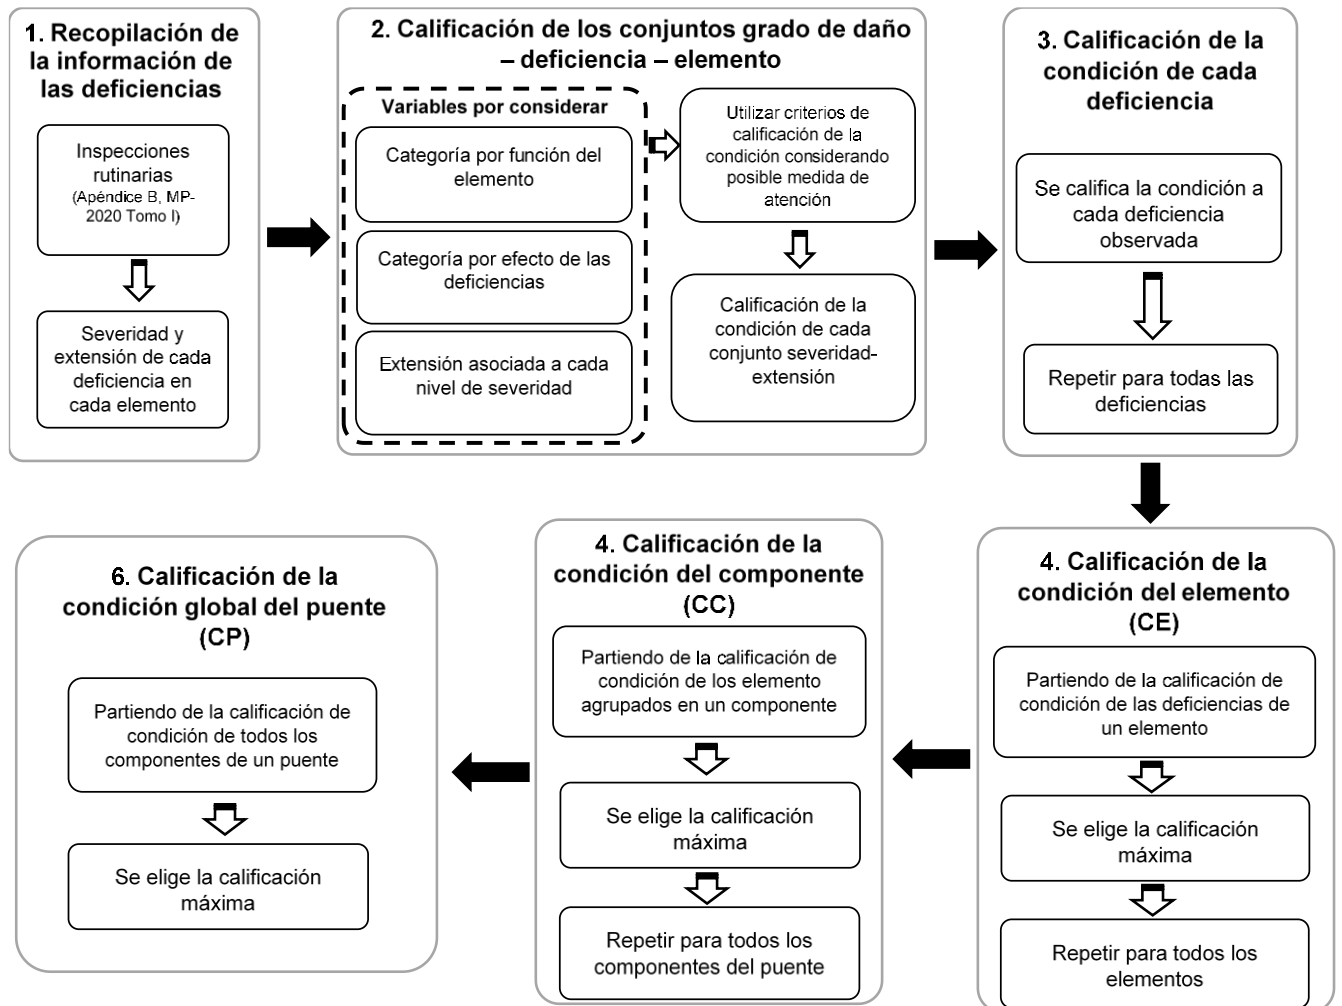 1. Recopilación de
la información de
las deficiencias
Inspecciones
rutinarias
(Apéndice B, MP-
2020 Tomo I)
Severidad y
extensión de cada
deficiencia en
cada elemento
2. Calificación de los conjuntos grado de daño
– deficiencia – elemento
Variables por considerar
Categoría por función del
elemento
Categoría por efecto de las
deficiencias
Extensión asociada a cada
nivel de severidad
Utilizar criterios de
calificación de la
condición considerando
posible medida de
atención
Calificación de la
condición de cada
conjunto severidad-
extensión
3. Calificación de la
condición de cada
deficiencia
Se califica la condición a
cada deficiencia
observada
Repetir para todas las
deficiencias
4. Calificación de la
condición del elemento
(CE)
Partiendo de la calificación de
condición de las deficiencias de
un elemento
Se elige la calificación
máxima
Repetir para todos los
elementos
4. Calificación de la
condición del componente
(CC)
Partiendo de la calificación de
condición de los elemento
agrupados en un componente
Se elige la calificación
máxima
Repetir para todos los
componentes del puente
6. Calificación de la
condición global del puente
(CP)
Partiendo de la calificación de
condición de todos los
componentes de un puente
Se elige la calificación
máxima